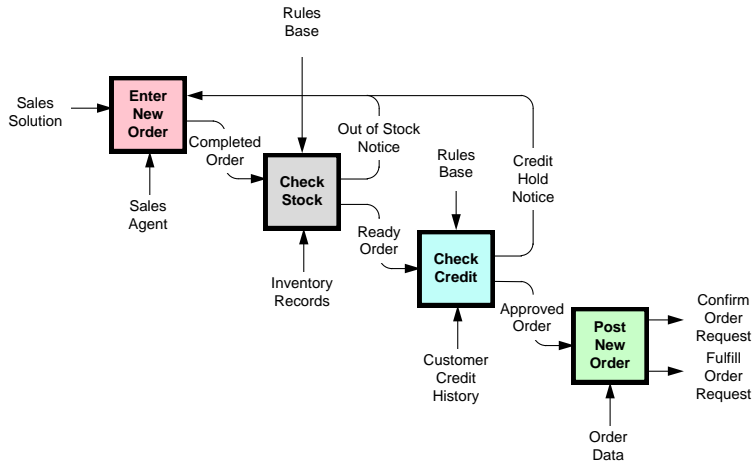 Rules
Base
Sales
Solution
Enter
New
Order
Completed
Order
Out of Stock
Notice
Credit
Hold
Notice
Rules
Base
Sales
Agent
Check
Stock
Ready
Order
Inventory
Records
Check
Credit
Approved
Order
Customer
Credit
History
Post
New
Order
Confirm
Order
Request
Fulfill
Order
Request
Order
Data